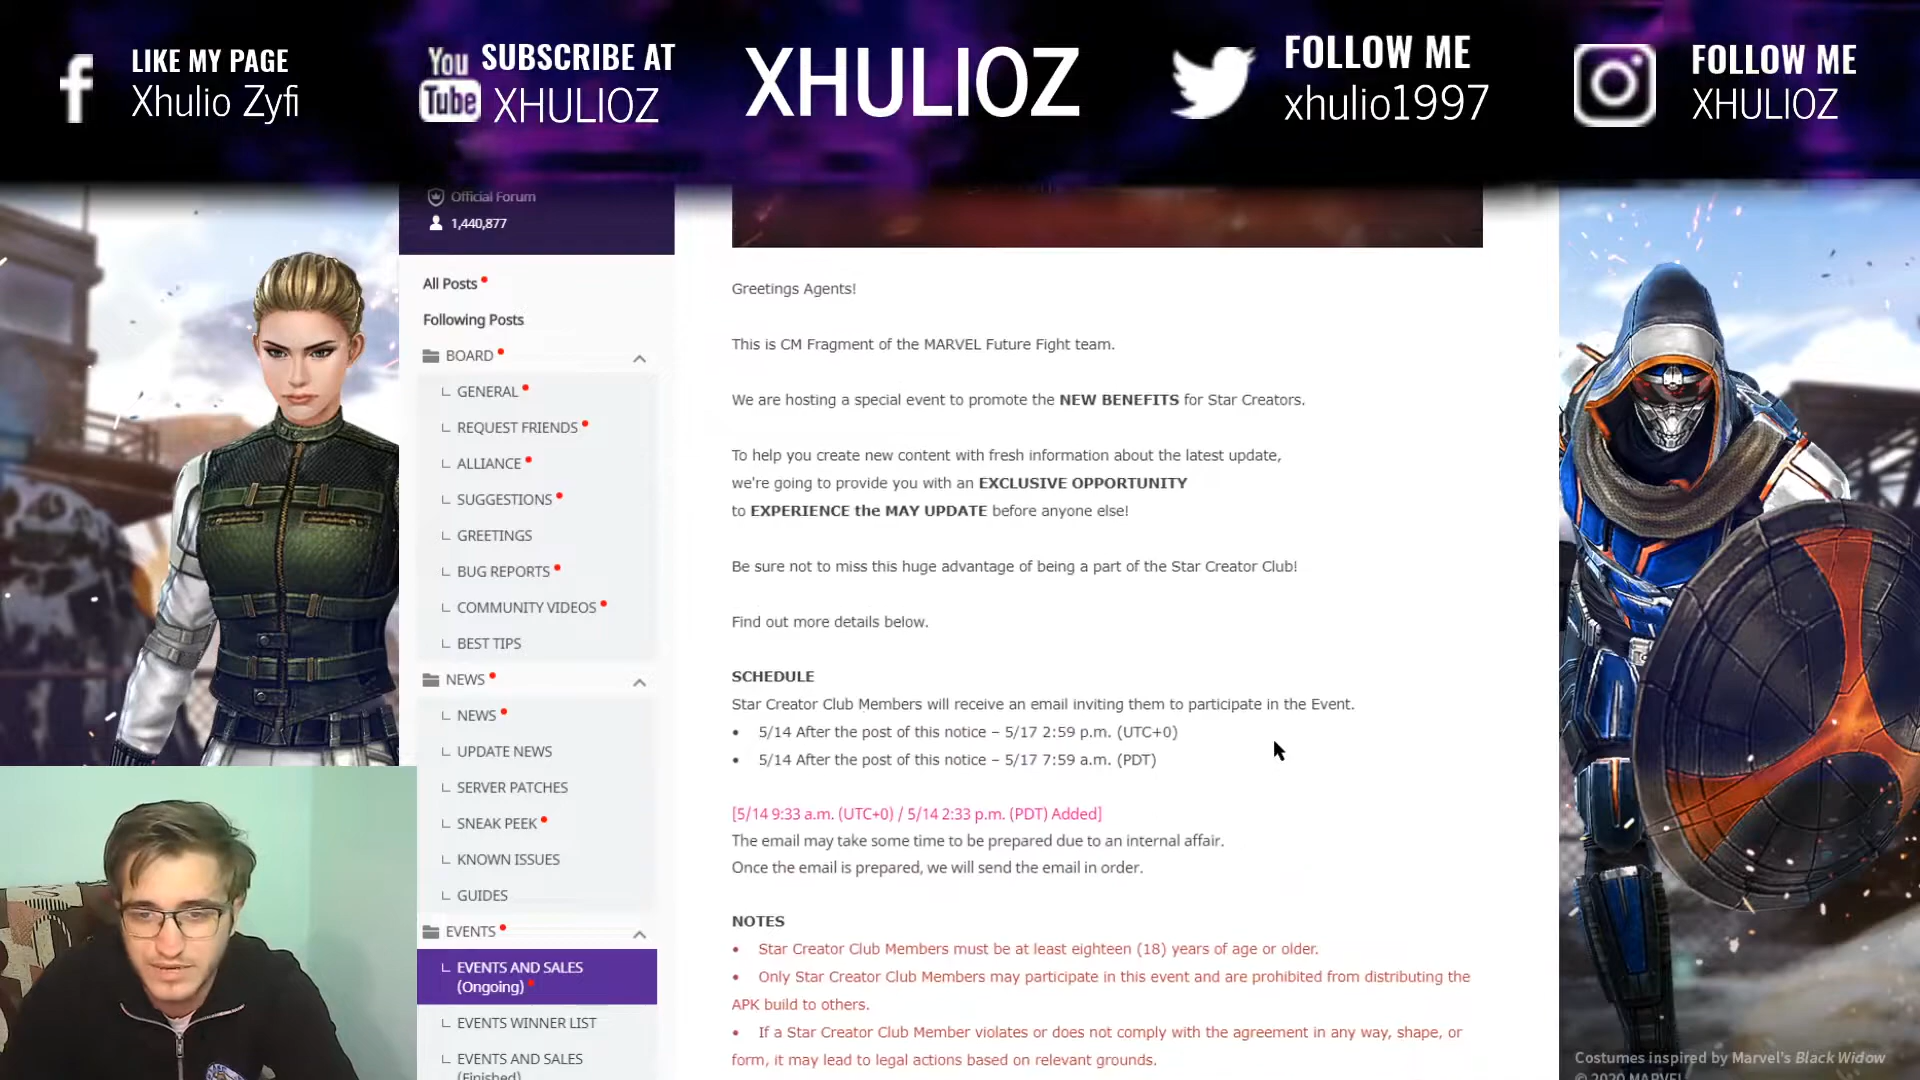 LIKE MY PAGE
Xhulio Zyfi
You
Tube
SUBSCRIBE AT
XHULIOZ
XHULIOZ
FOLLOW ME
xhulio1997
FOLLOW ME
XHULIOZ
Official Forum
1,440,877
All Posts
Following Posts
BOARD
GENERAL
REQUEST FRIENDS
ALLIANCE
SUGGESTIONS
GREETINGS
BUG REPORTS
COMMUNITY VIDEOS
BEST TIPS
NEWS
NEWS
UPDATE NEWS
SERVER PATCHES
SNEAK PEEK
KNOWN ISSUES
GUIDES
EVENTS
EVENTS AND SALES
(Ongoing)
EVENTS WINNER LIST
EVENTS AND SALES
(Finished)
Greetings Agents!
This is CM Fragment of the MARVEL Future Fight team.
We are hosting a special event to promote the NEW BENEFITS for Star Creators.
To help you create new content with fresh information about the latest update,
we're going to provide you with an EXCLUSIVE OPPORTUNITY
to EXPERIENCE the MAY UPDATE before anyone else!
Be sure not to miss this huge advantage of being a part of the Star Creator Club!
Find out more details below.
SCHEDULE
Star Creator Club Members will receive an email inviting them to participate in the Event.
• 5/14 After the post of this notice – 5/17 2:59 p.m. (UTC+0)
• 5/14 After the post of this notice – 5/17 7:59 a.m. (PDT)
[5/14 9:33 a.m. (UTC+0) / 5/14 2:33 p.m. (PDT) Added]
The email may take some time to be prepared due to an internal affair.
Once the email is prepared, we will send the email in order.
NOTES
• Star Creator Club Members must be at least eighteen (18) years of age or older.
• Only Star Creator Club Members may participate in this event and are prohibited from distributing the
APK build to others.
• If a Star Creator Club Member violates or does not comply with the agreement in any way, shape, or
form, it may lead to legal actions based on relevant grounds.
Costumes inspired by Marvel's Black Widow
© 2020 MARVEL